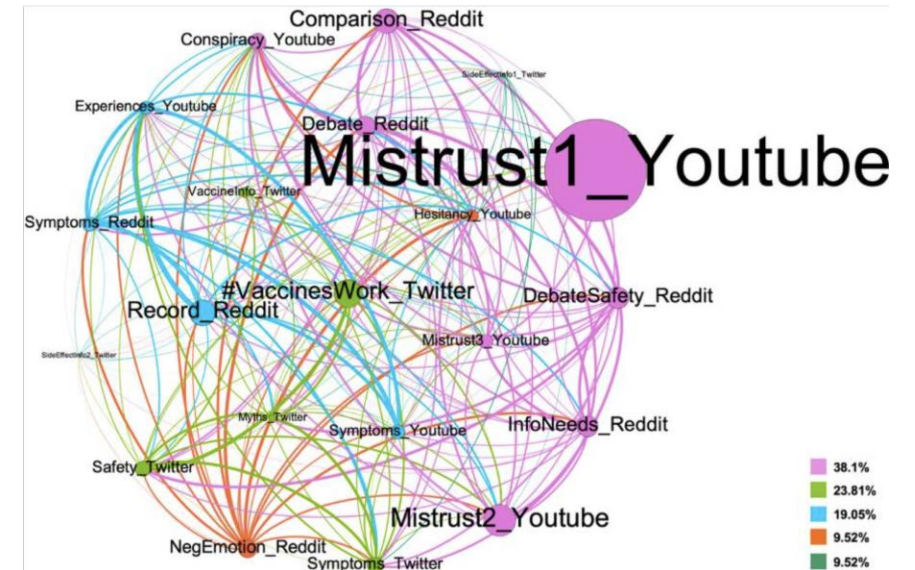 Comparison_Reddit
Conspiracy_Youtube
SideEffectInfo1_Twitter
Experiences_Youtube
Debate_Reddit
Mistrust1_Youtube
VaccineInfo_Twitter
Hesitancy_Youtube
Symptoms_Reddit
#VaccinesWork_Twitter
DebateSafety_Reddit
Record_Reddit
Mistrust3_Youtube
SideEffectInfo2_Twitter
Myths_Twitter
InfoNeeds_Reddit
Symptoms_Youtube
Safety_Twitter
38.1%
23.81%
Mistrust2_Youtube
19.05%
9.52%
NegEmotion_Reddit
Symptoms_Twitter
9.52%